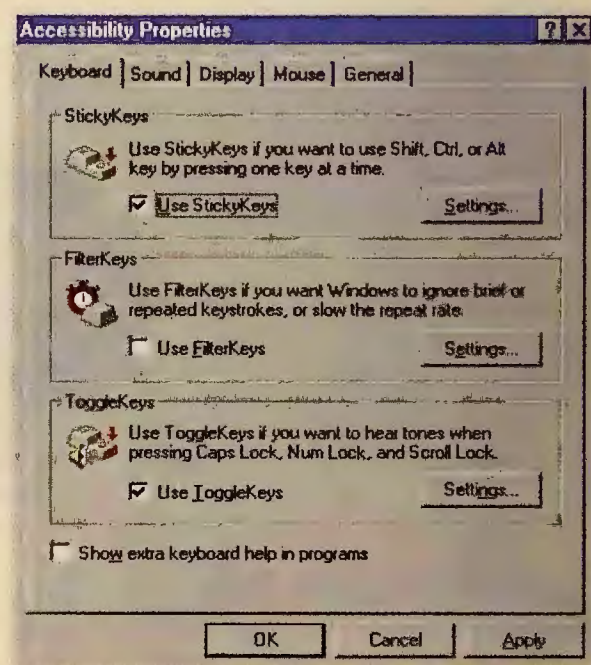 Accessibility Properties
Keyboard Sound Display Mouse General
StickyKeys
Use StickyKeys if you want to use Shift, Ctrl, or Alt
key by pressing one key at a time.
Use StickyKeys Settings...
FilterKeys
Use FilterKeys if you want Windows to ignore brief or
repeated keystrokes, or slow the repeat rate.
Use FilterKeys Settings...
ToggleKeys
Use ToggleKeys if you want to hear tones when
pressing Caps Lock, Num Lock, and Scroll Lock.
Use ToggleKeys Settings...
Show extra keyboard help in programs
OK Cancel Apply